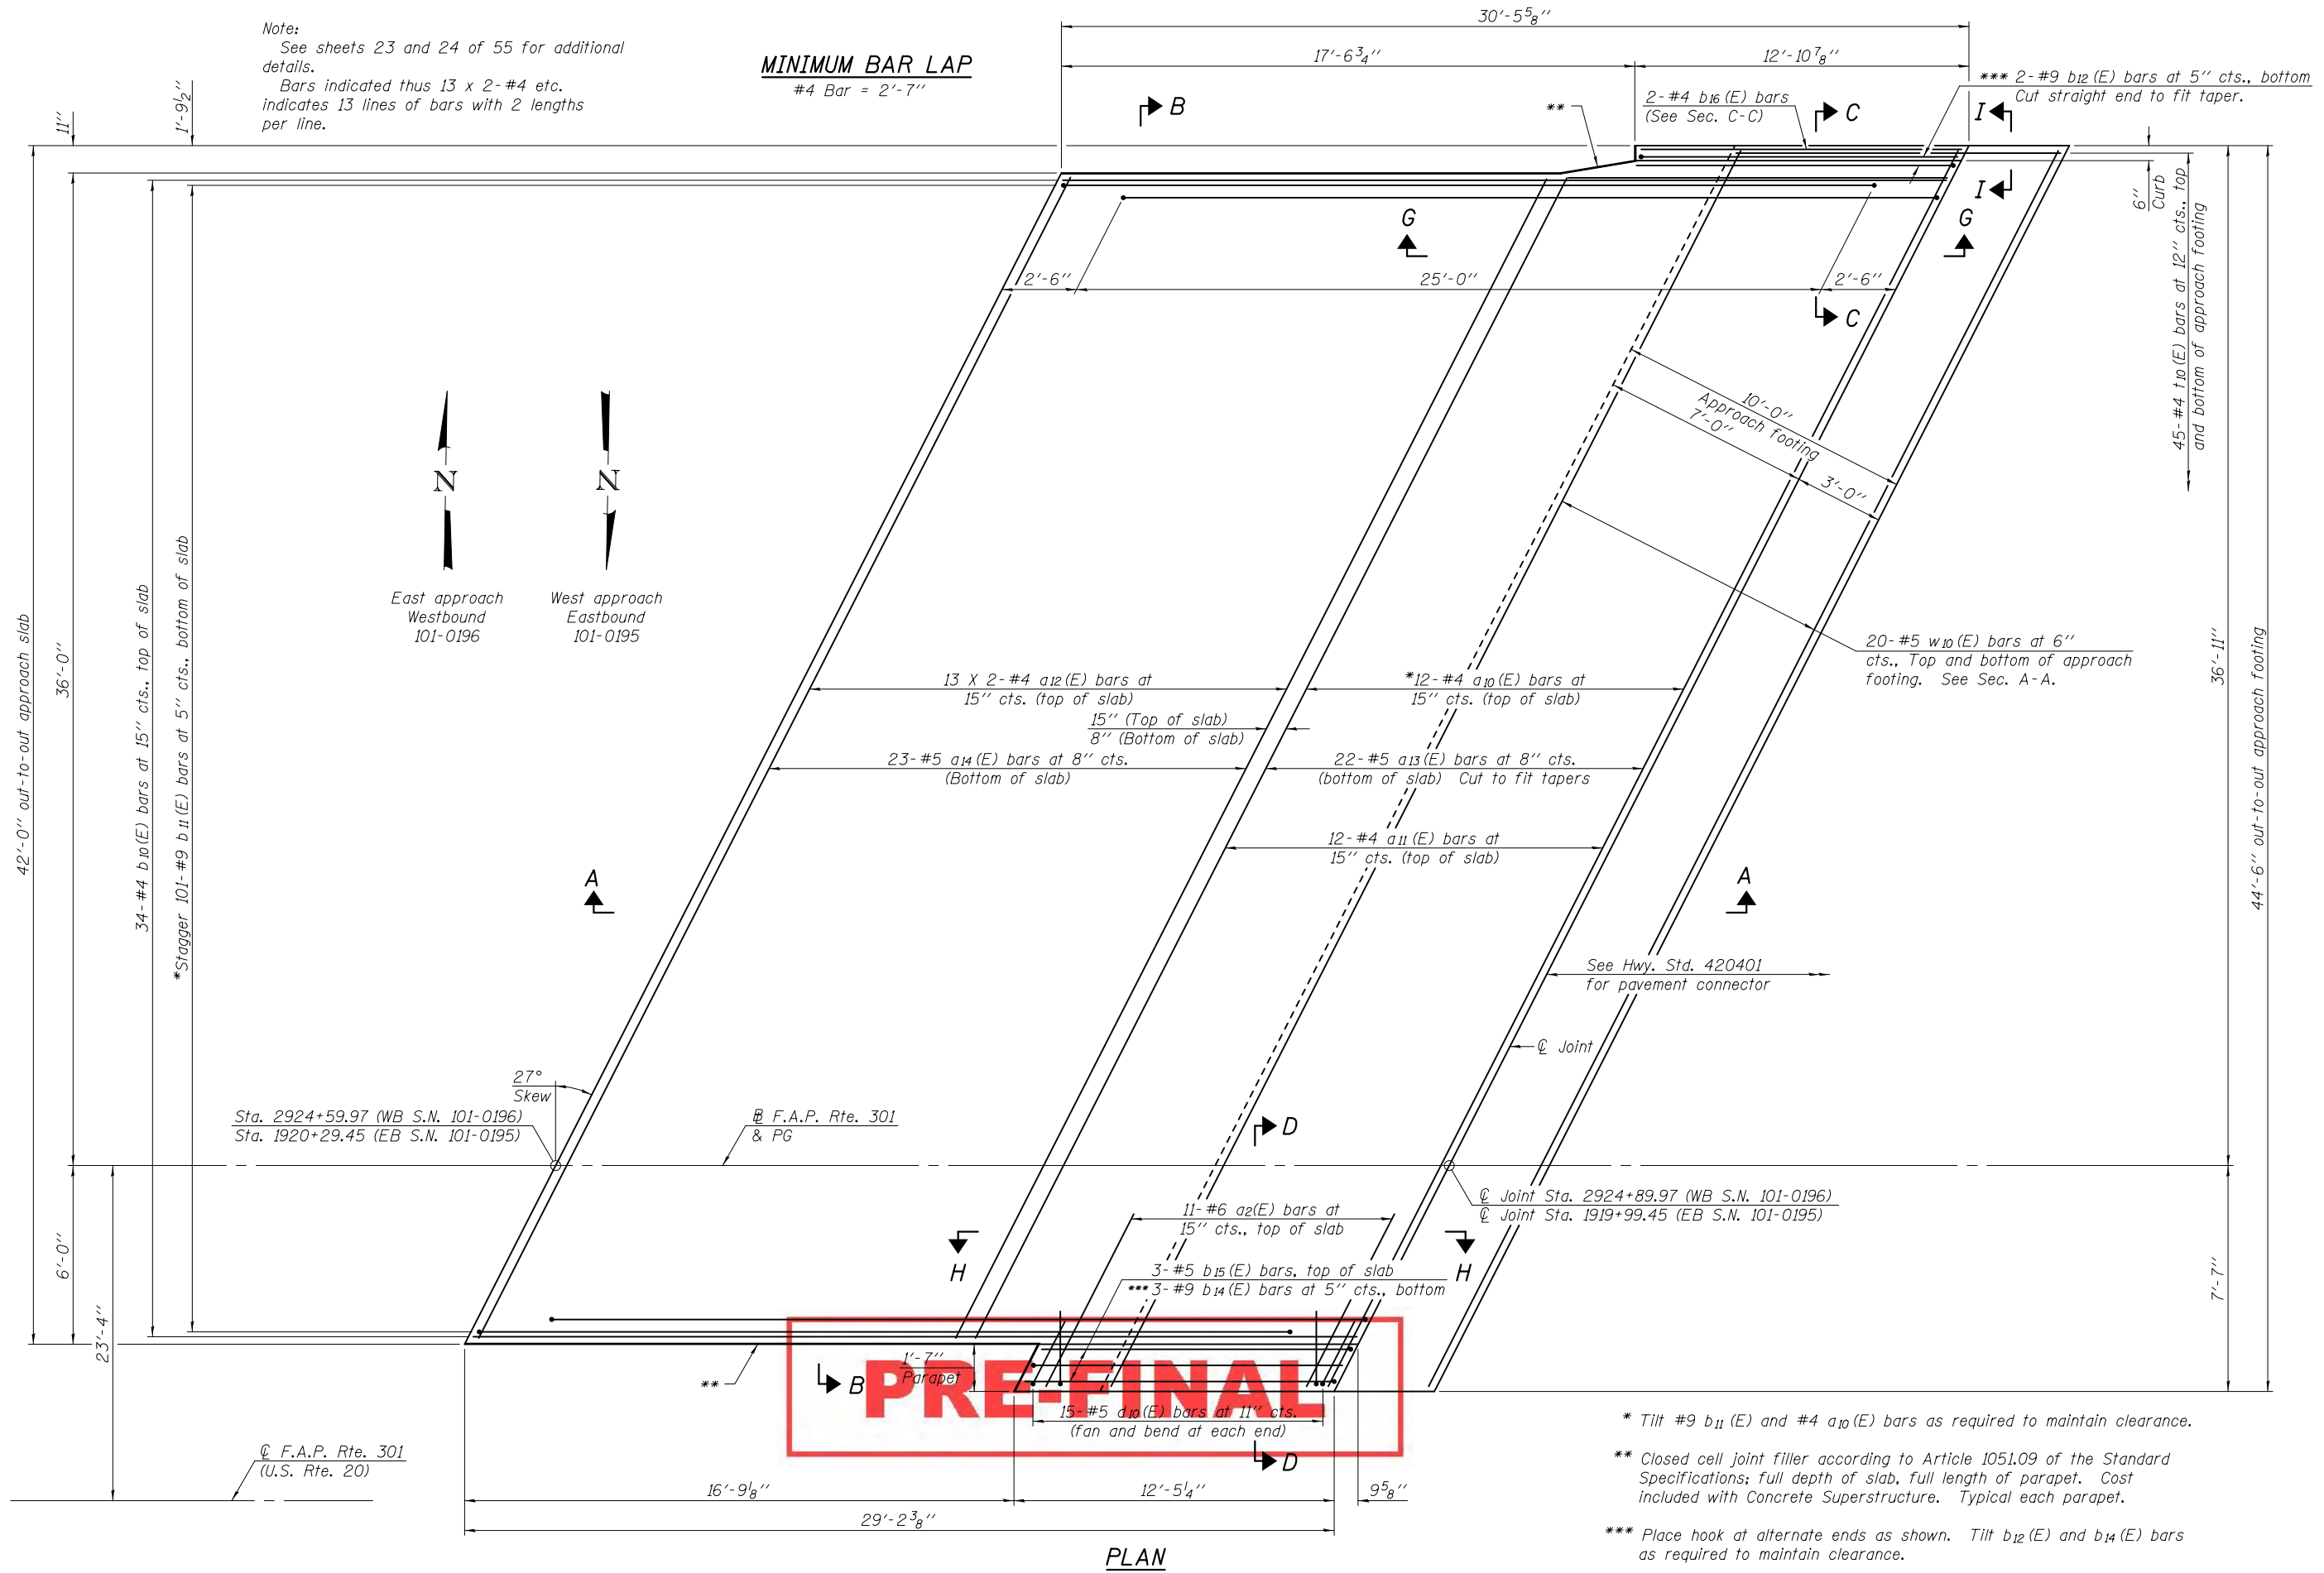 Note:
See sheets 23 and 24 of 55 for additional
details.
Bars indicated thus 13 x 2-#4 etc.
indicates 13 lines of bars with 2 lengths
per line.
MINIMUM BAR LAP
#4 Bar = 2'-7"
30'-5 5/8"
17'-6 3/4"
12'-10 7/8"
*** 2-#9 b12(E) bars at 5" cts., bottom
Cut straight end to fit taper.
2-#4 b16(E) bars
(See Sec. C-C)
**
B
C
I
11"
1'-9 1/2"
I
G
G
6"
Curb
2'-6"
25'-0"
2'-6"
C
45-#4 t10(E) bars at 12" cts., top
and bottom of approach footing
10'-0"
Approach footing
7'-0"
3'-0"
N
N
East approach
Westbound
101-0196
West approach
Eastbound
101-0195
42'-0" out-to-out approach slab
36'-0"
34-#4 b10(E) bars at 15" cts., top of slab
*Stagger 101-#9 b11(E) bars at 5" cts., bottom of slab
36'-11"
44'-6" out-to-out approach footing
20-#5 w10(E) bars at 6"
cts., Top and bottom of approach
footing. See Sec. A-A.
13 X 2-#4 a12(E) bars at
15" cts. (top of slab)
*12-#4 a10(E) bars at
15" cts. (top of slab)
15" (Top of slab)
8" (Bottom of slab)
23-#5 a14(E) bars at 8" cts.
(Bottom of slab)
22-#5 a13(E) bars at 8" cts.
(bottom of slab) Cut to fit tapers
12-#4 a11(E) bars at
15" cts. (top of slab)
A
A
See Hwy. Std. 420401
for pavement connector
℄ Joint
27°
Skew
Sta. 2924+59.97 (WB S.N. 101-0196)
Sta. 1920+29.45 (EB S.N. 101-0195)
℄ F.A.P. Rte. 301
& PG
D
℄ Joint Sta. 2924+89.97 (WB S.N. 101-0196)
℄ Joint Sta. 1919+99.45 (EB S.N. 101-0195)
11-#6 a2(E) bars at
15" cts., top of slab
H
H
3-#5 b15(E) bars, top of slab
*** 3-#9 b14(E) bars at 5" cts., bottom
6'-0"
23'-4"
7'-7"
1'-7"
Parapet
**
B
PRE-FINAL
15-#5 d10(E) bars at 11" cts.
(fan and bend at each end)
D
℄ F.A.P. Rte. 301
(U.S. Rte. 20)
16'-9 1/8"
12'-5 1/4"
9 5/8"
29'-2 3/8"
PLAN
* Tilt #9 b11(E) and #4 a10(E) bars as required to maintain clearance.
** Closed cell joint filler according to Article 1051.09 of the Standard
Specifications; full depth of slab, full length of parapet. Cost
included with Concrete Superstructure. Typical each parapet.
*** Place hook at alternate ends as shown. Tilt b12(E) and b14(E) bars
as required to maintain clearance.